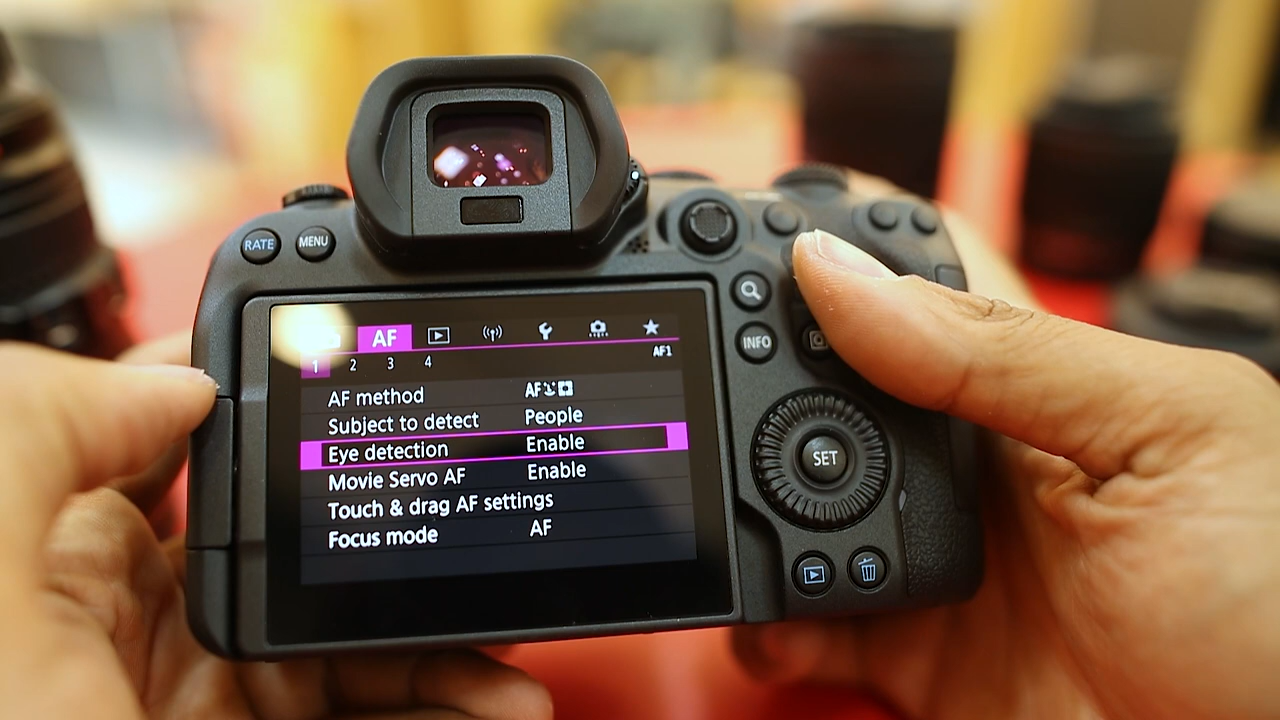 RATE MENU
AF
1 2 3 4 AF1
AF method AF
Subject to detect People
Eye detection Enable
Movie Servo AF Enable
Touch & drag AF settings
Focus mode AF
INFO
SET